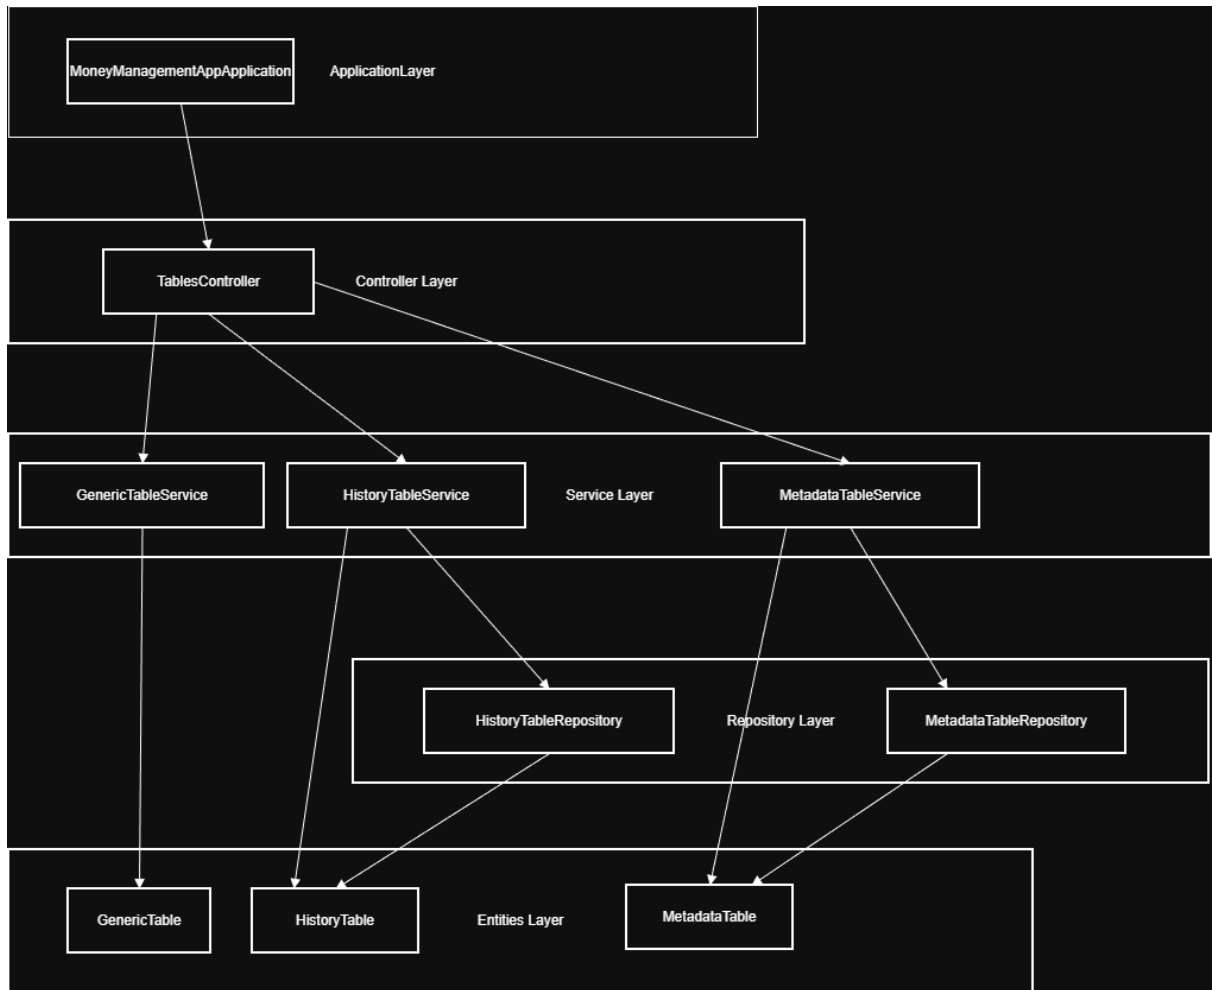 MoneyManagementAppApplication
ApplicationLayer
TablesController
Controller Layer
GenericTableService
HistoryTableService
Service Layer
MetadataTableService
HistoryTableRepository
Repository Layer
MetadataTableRepository
GenericTable
HistoryTable
Entities Layer
MetadataTable